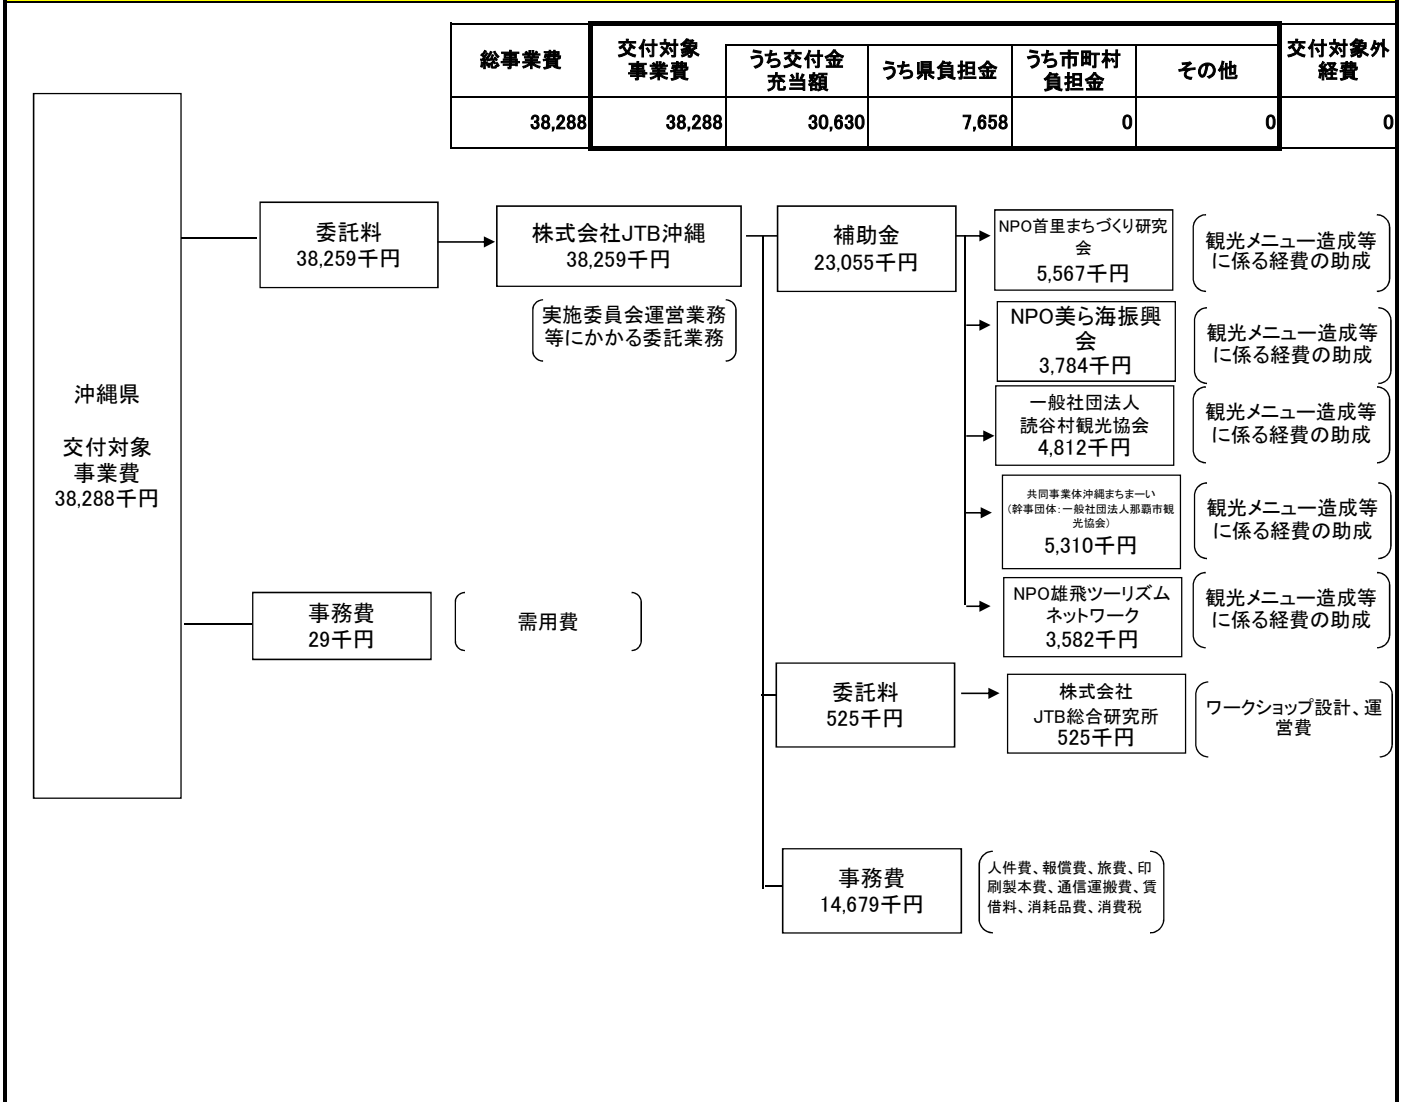 総事業費
交付対象
事業費
うち交付金
充当額
うち県負担金
うち市町村
負担金
その他
交付対象外
経費
38,288
38,288
30,630
7,658
0
0
0
沖縄県
交付対象
事業費
38,288千円
委託料
38,259千円
株式会社JTB沖縄
38,259千円
実施委員会運営業務
等にかかる委託業務
補助金
23,055千円
NPO首里まちづくり研究
会
5,567千円
観光メニュー造成等
に係る経費の助成
NPO美ら海振興
会
3,784千円
観光メニュー造成等
に係る経費の助成
一般社団法人
読谷村観光協会
4,812千円
観光メニュー造成等
に係る経費の助成
共同事業体沖縄まちまーい
(幹事団体:一般社団法人那覇市観
光協会)
5,310千円
観光メニュー造成等
に係る経費の助成
NPO雄飛ツーリズム
ネットワーク
3,582千円
観光メニュー造成等
に係る経費の助成
事務費
29千円
需用費
委託料
525千円
株式会社
JTB総合研究所
525千円
ワークショップ設計、運
営費
事務費
14,679千円
人件費、報償費、旅費、印
刷製本費、通信運搬費、賃
借料、消耗品費、消費税